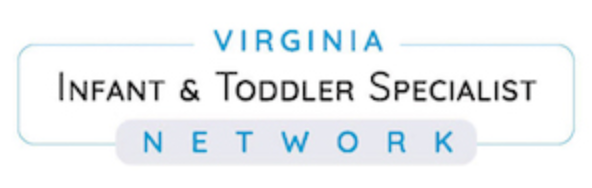 VIRGINIA
INFANT & TODDLER SPECIALIST
NETWORK